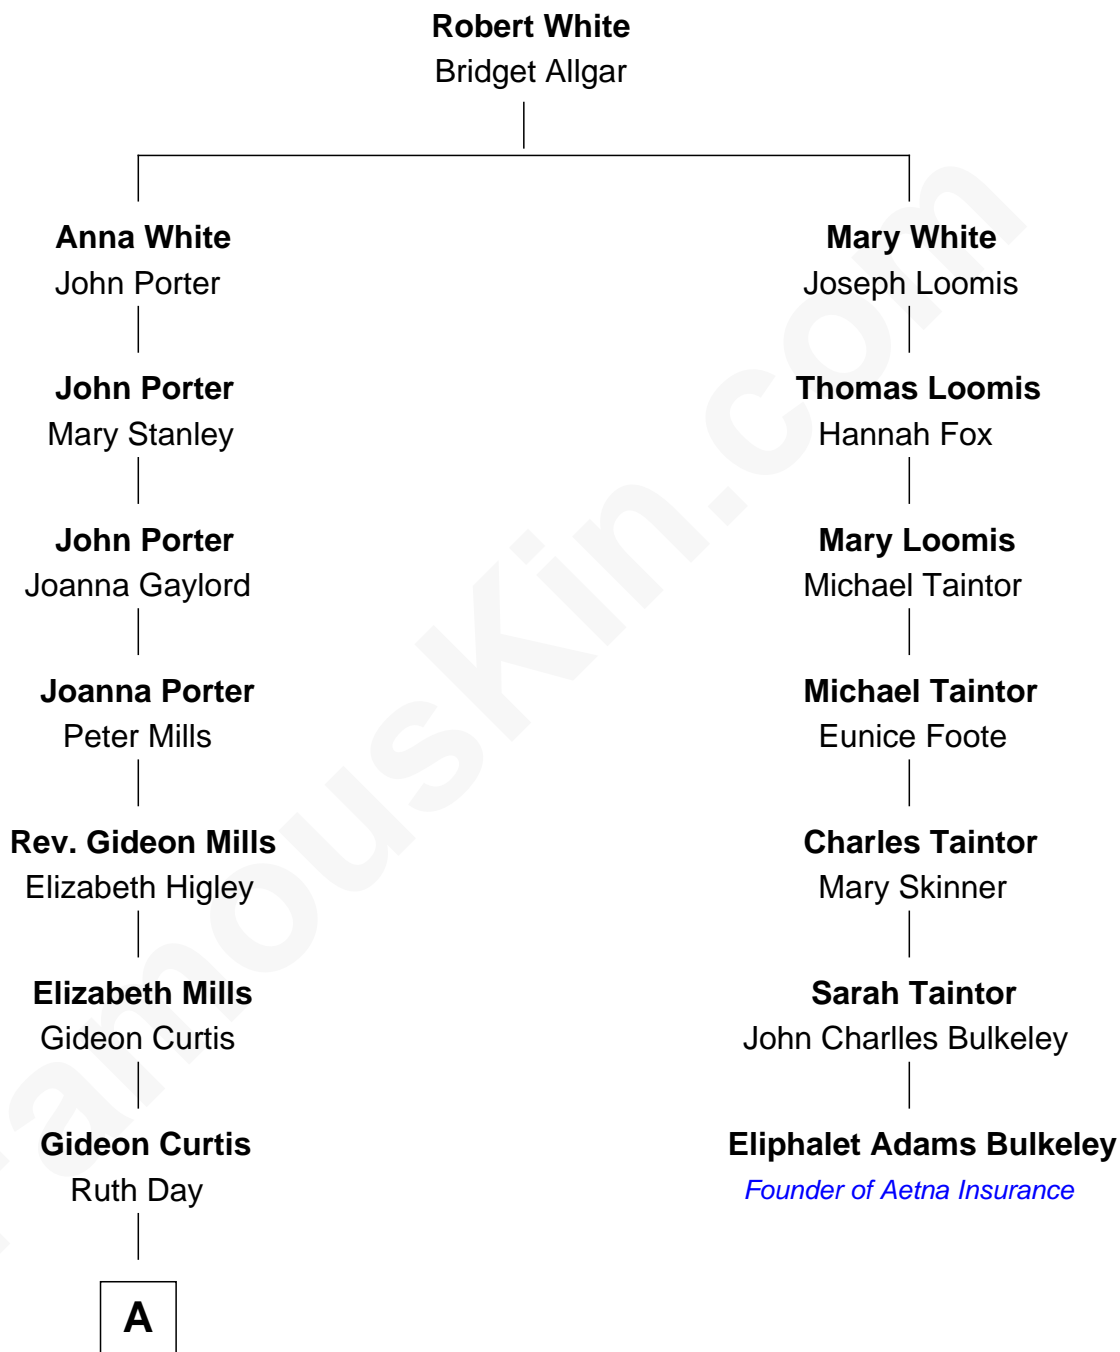 Robert White
Bridget Allgar
Anna White
John Porter
Mary White
Joseph Loomis
John Porter
Mary Stanley
Thomas Loomis
Hannah Fox
John Porter
Joanna Gaylord
Mary Loomis
Michael Taintor
Joanna Porter
Peter Mills
Michael Taintor
Eunice Foote
Rev. Gideon Mills
Elizabeth Higley
Charles Taintor
Mary Skinner
Elizabeth Mills
Gideon Curtis
Sarah Taintor
John Charlles Bulkeley
Gideon Curtis
Ruth Day
Eliphalet Adams Bulkeley
Founder of Aetna Insurance
A
FamousKin.com